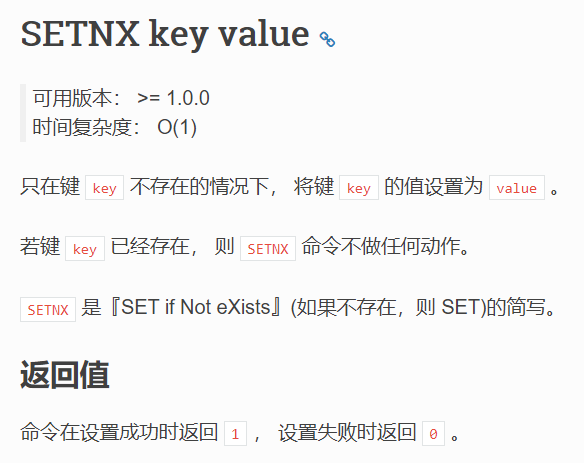 SETNX key value
可用版本： >= 1.0.0
时间复杂度： O(1)
只在键 key 不存在的情况下， 将键 key 的值设置为 value 。
若键 key 已经存在， 则 SETNX 命令不做任何动作。
SETNX 是『SET if Not eXists』(如果不存在，则 SET)的简写。
返回值
命令在设置成功时返回 1 ， 设置失败时返回 0 。